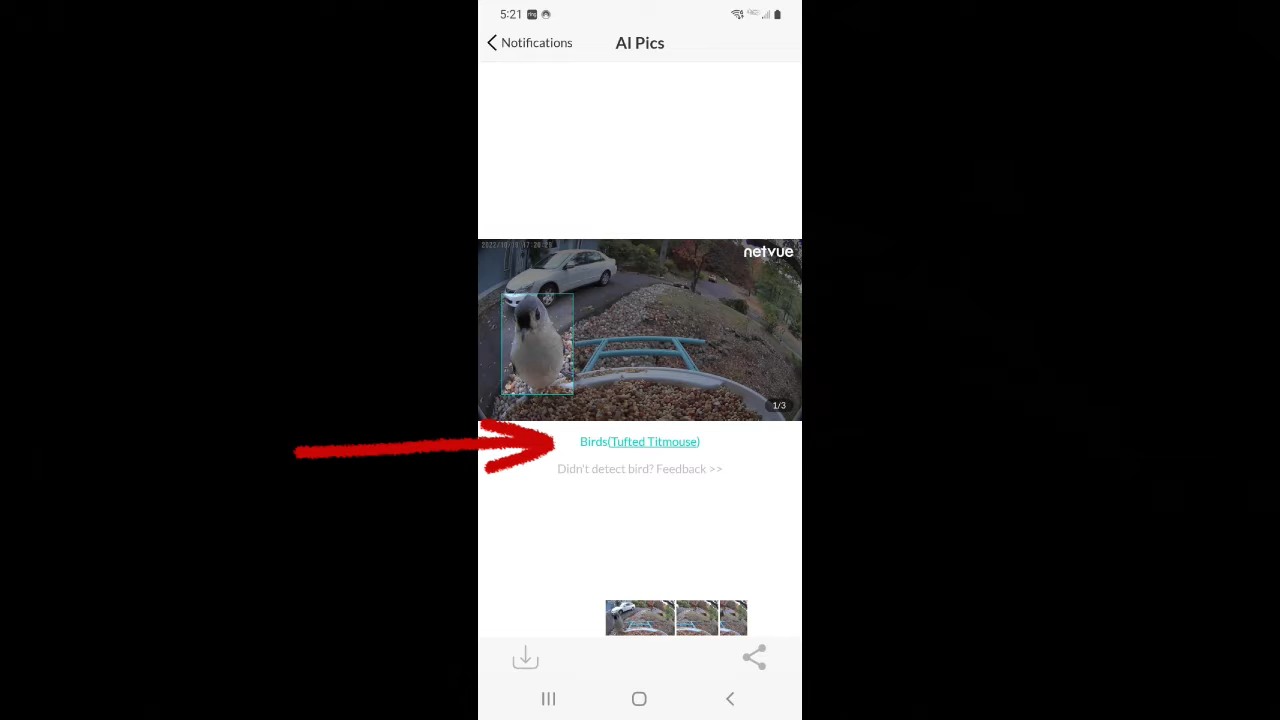 5:21
Notifications
AI Pics
netvue
1/3
Birds(Tufted Titmouse)
Didn't detect bird? Feedback >>